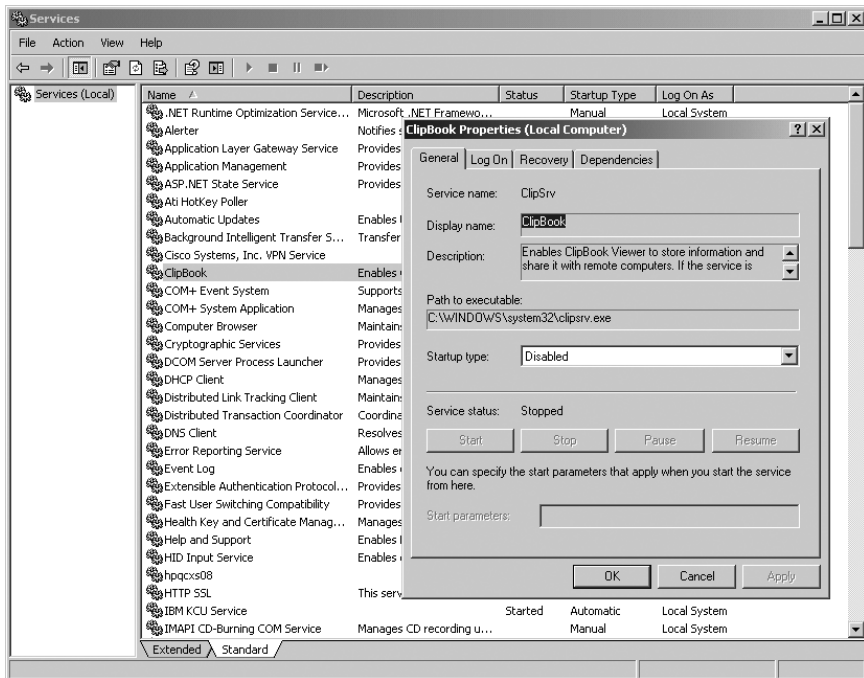 Services
File Action View Help
Services (Local)
Name Description Status Startup Type Log On As
.NET Runtime Optimization Service... Microsoft .NET Framewo... Manual Local System
Alerter Notifies
Application Layer Gateway Service Provides
Application Management Provides
ASP.NET State Service Provides
Ati HotKey Poller
Automatic Updates Enables
Background Intelligent Transfer S... Transfer
Cisco Systems, Inc. VPN Service
ClipBook Enables
COM+ Event System Supports
COM+ System Application Manages
Computer Browser Maintain
Cryptographic Services Provides
DCOM Server Process Launcher Provides
DHCP Client Manages
Distributed Link Tracking Client Maintain
Distributed Transaction Coordinator Coordina
DNS Client Resolves
Error Reporting Service Allows er
Event Log Enables
Extensible Authentication Protocol... Provides
Fast User Switching Compatibility Provides
Health Key and Certificate Manag... Manages
Help and Support Enables
HID Input Service Enables
hpqcxs08
HTTP SSL This serv
IBM KCU Service Started Automatic Local System
IMAPI CD-Burning COM Service Manages CD recording u... Manual Local System
Extended Standard
ClipBook Properties (Local Computer)
General Log On Recovery Dependencies
Service name: ClipSrv
Display name: ClipBook
Description: Enables ClipBook Viewer to store information and
share it with remote computers. If the service is
Path to executable:
C:\WINDOWS\system32\clipsrv.exe
Startup type: Disabled
Service status: Stopped
Start Stop Pause Resume
You can specify the start parameters that apply when you start the service
from here.
Start parameters:
OK Cancel Apply